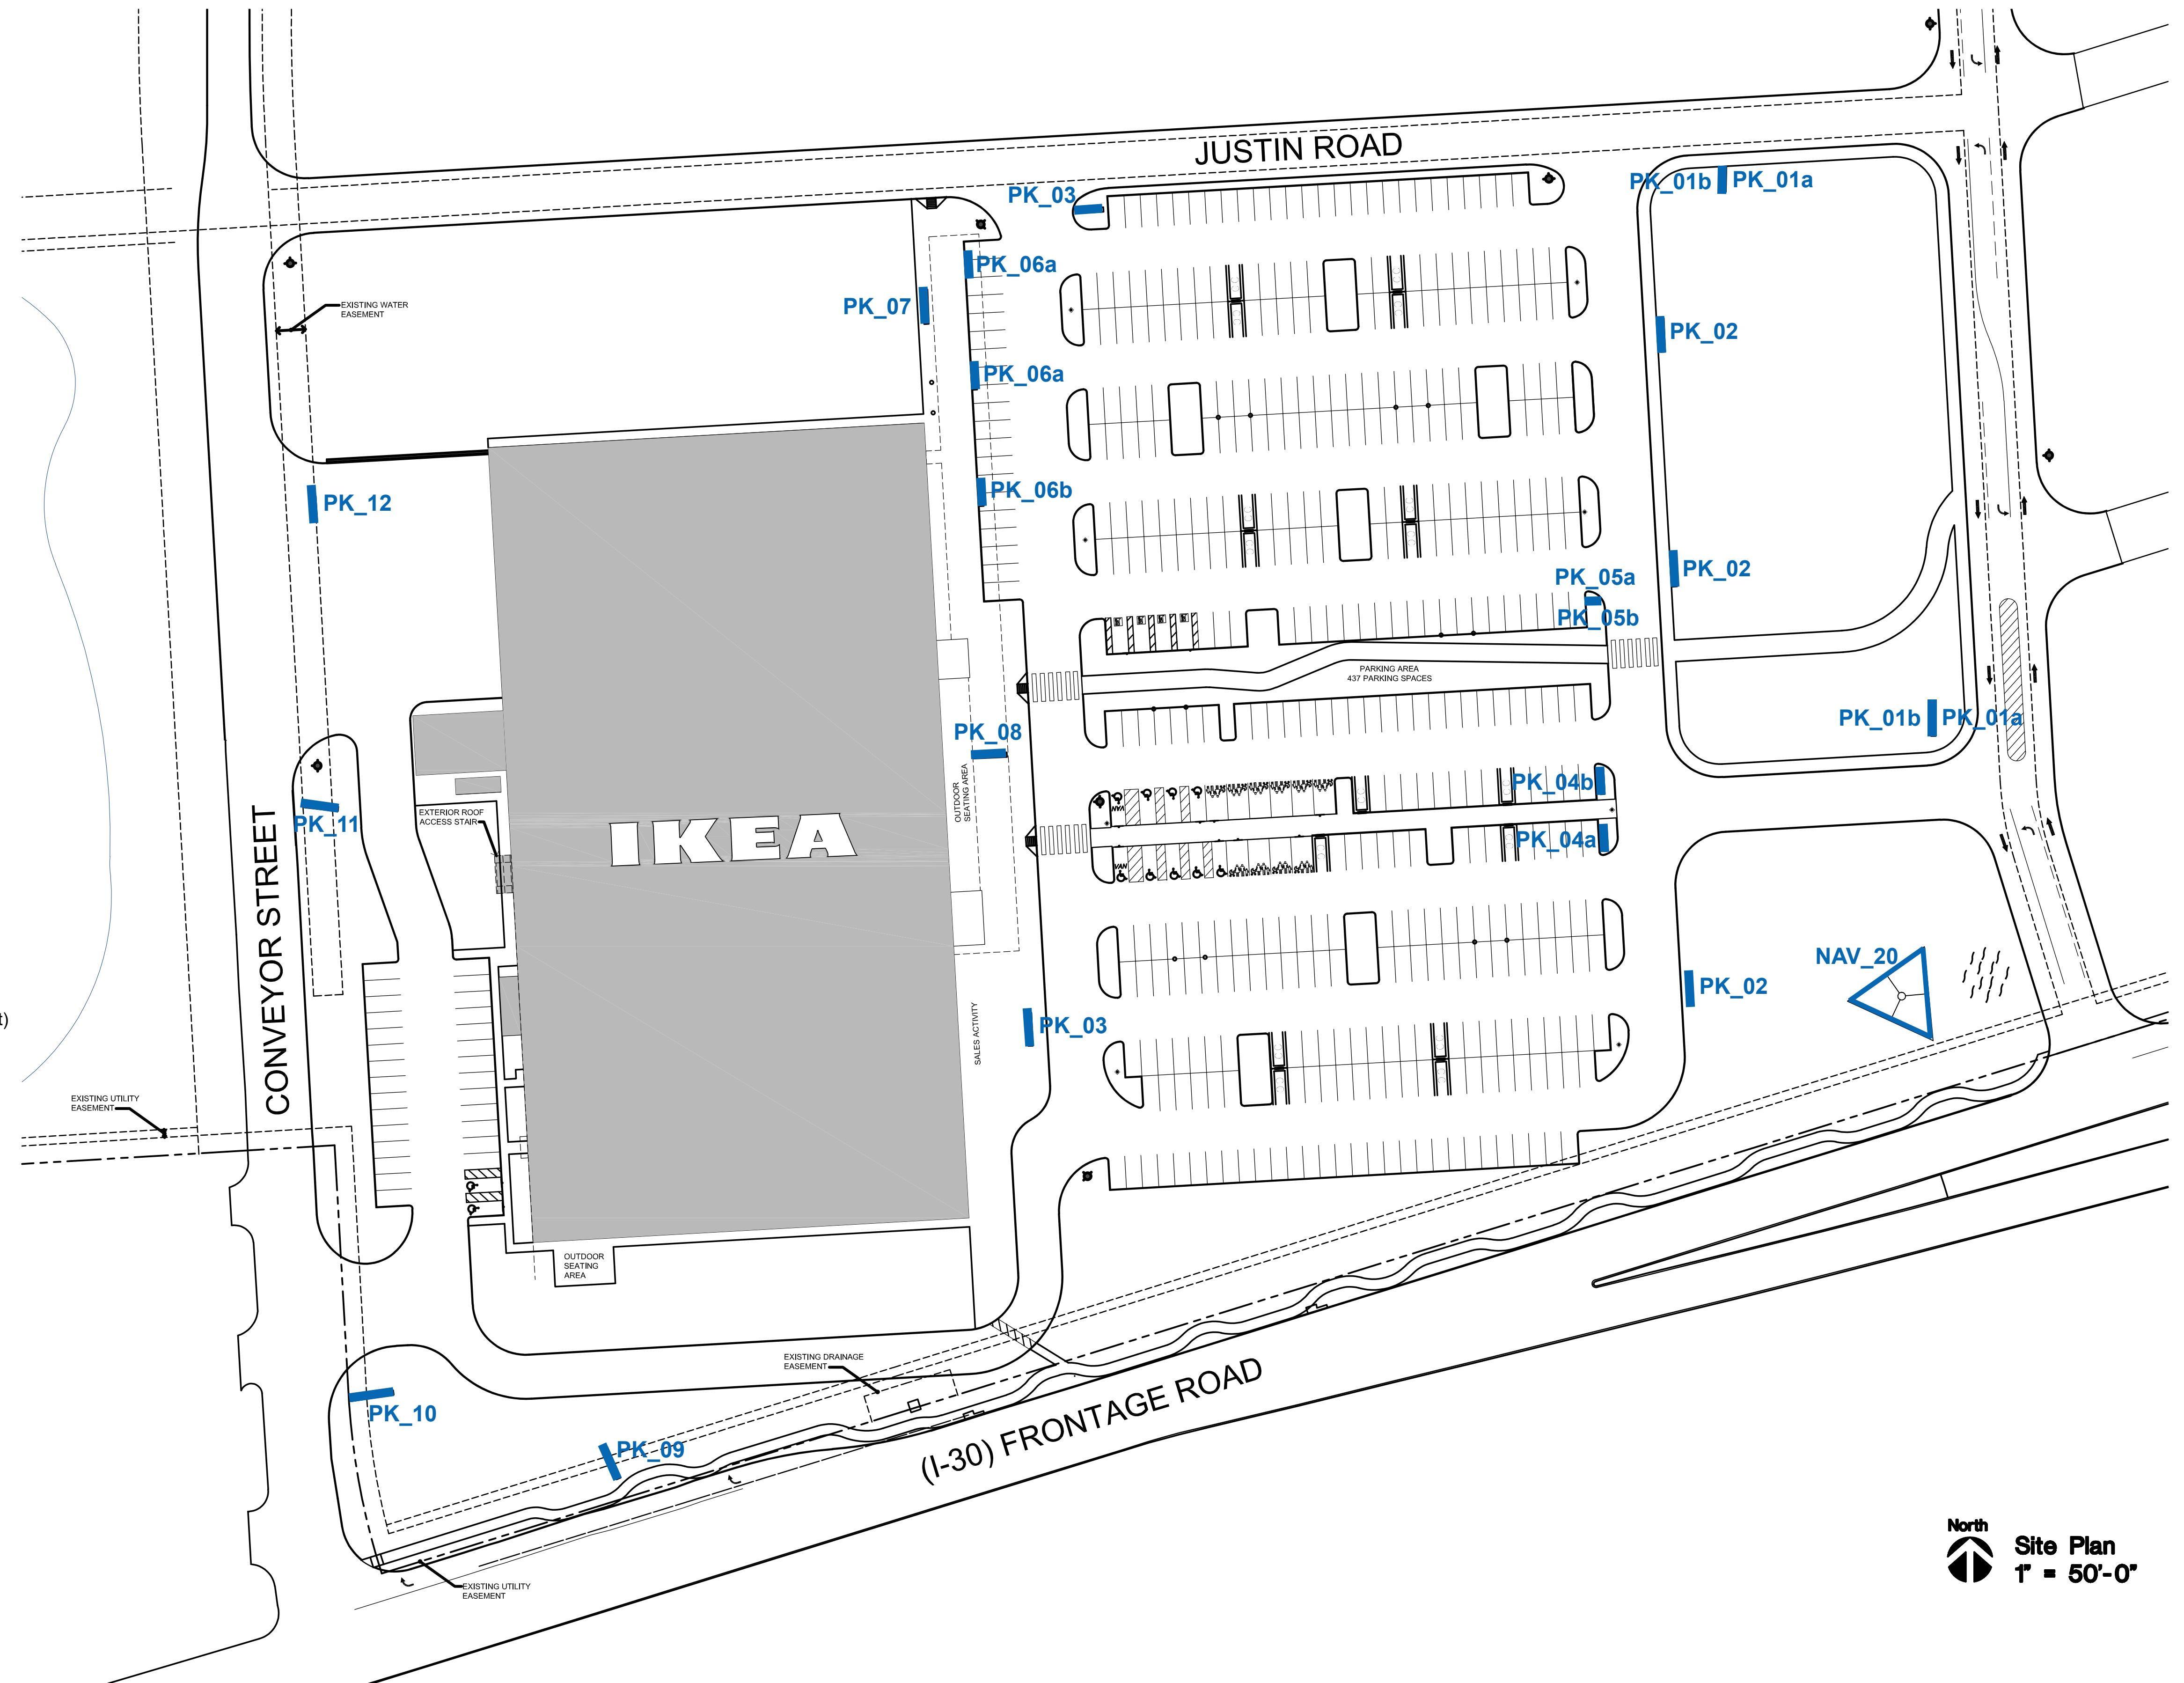 JUSTIN ROAD
PK_03
PK_01b
PK_01a
PK_06a
PK_07
EXISTING WATER
EASEMENT
PK_02
PK_06a
PK_06b
PK_12
PK_02
PK_05a
PK_05b
PARKING AREA
437 PARKING SPACES
PK_01b
PK_01a
PK_08
OUTDOOR
SEATING AREA
PK_04b
VAN
EXTERIOR ROOF
ACCESS STAIR
PK_11
IKEA
PK_04a
VAN
CONVEYOR STREET
NAV_20
PK_02
t)
PK_03
SALES ACTIVITY
EXISTING UTILITY
EASEMENT
OUTDOOR
SEATING
AREA
EXISTING DRAINAGE
EASEMENT
(I-30) FRONTAGE ROAD
PK_10
PK_09
EXISTING UTILITY
EASEMENT
North
Site Plan
1" = 50'-0"